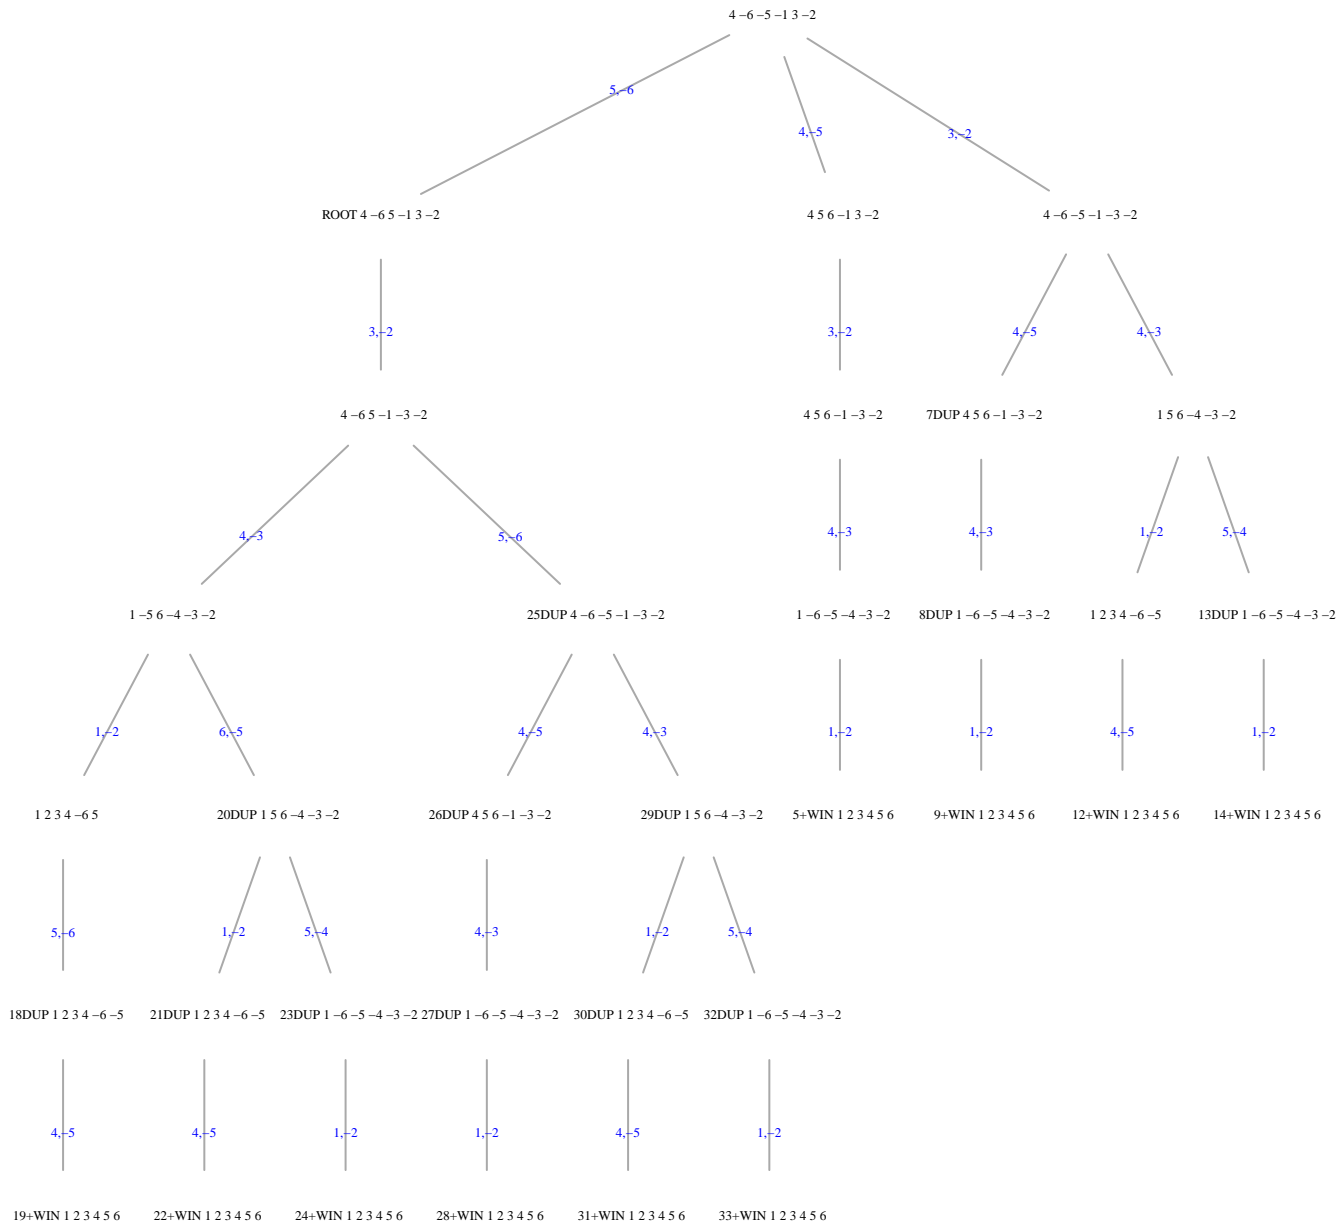 4 −6 −5 −1 3 −2
5,−6
4,−5
3,−2
ROOT 4 −6 5 −1 3 −2
4 5 6 −1 3 −2
4 −6 −5 −1 −3 −2
3,−2
3,−2
4,−5
4,−3
4 −6 5 −1 −3 −2
4 5 6 −1 −3 −2
7DUP 4 5 6 −1 −3 −2
1 5 6 −4 −3 −2
4,−3
5,−6
4,−3
4,−3
1,−2
5,−4
1 −5 6 −4 −3 −2
25DUP 4 −6 −5 −1 −3 −2
1 −6 −5 −4 −3 −2
8DUP 1 −6 −5 −4 −3 −2
1 2 3 4 −6 −5
13DUP 1 −6 −5 −4 −3 −2
1,−2
6,−5
4,−5
4,−3
1,−2
1,−2
4,−5
1,−2
1 2 3 4 −6 5
20DUP 1 5 6 −4 −3 −2
26DUP 4 5 6 −1 −3 −2
29DUP 1 5 6 −4 −3 −2
5+WIN 1 2 3 4 5 6
9+WIN 1 2 3 4 5 6
12+WIN 1 2 3 4 5 6
14+WIN 1 2 3 4 5 6
5,−6
1,−2
5,−4
4,−3
1,−2
5,−4
18DUP 1 2 3 4 −6 −5
21DUP 1 2 3 4 −6 −5
23DUP 1 −6 −5 −4 −3 −2
27DUP 1 −6 −5 −4 −3 −2
30DUP 1 2 3 4 −6 −5
32DUP 1 −6 −5 −4 −3 −2
4,−5
4,−5
1,−2
1,−2
4,−5
1,−2
19+WIN 1 2 3 4 5 6
22+WIN 1 2 3 4 5 6
24+WIN 1 2 3 4 5 6
28+WIN 1 2 3 4 5 6
31+WIN 1 2 3 4 5 6
33+WIN 1 2 3 4 5 6